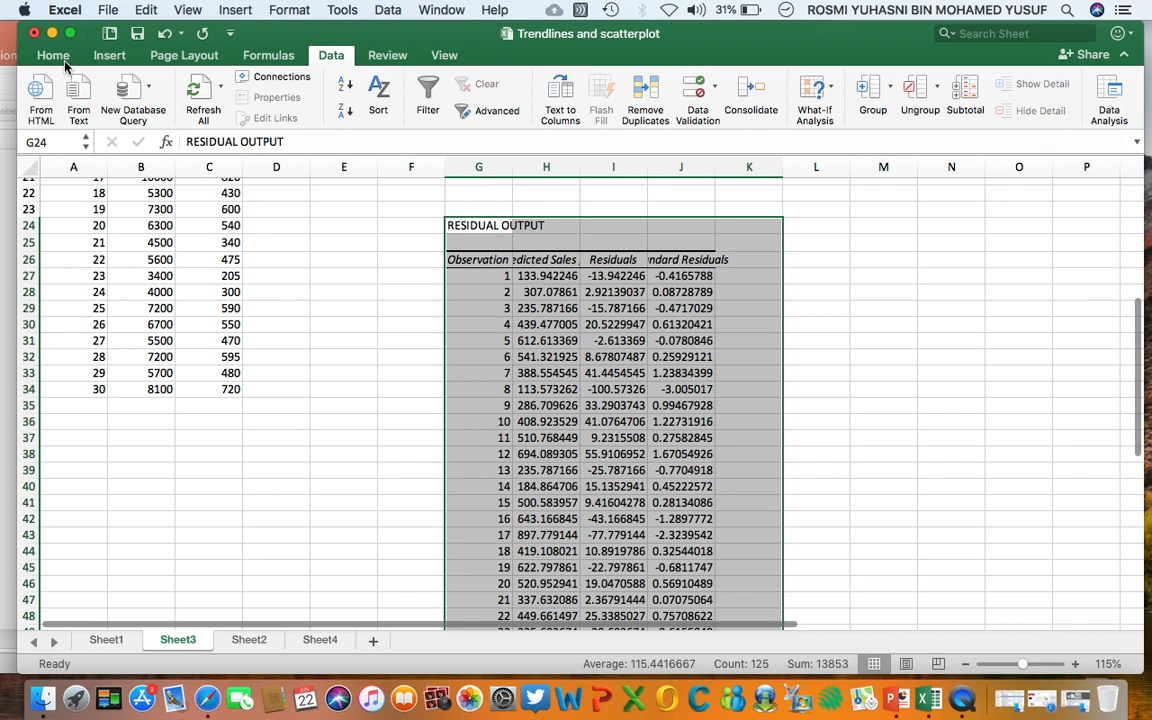 Excel File Edit View Insert Format Tools Data Window Help 31% ROSMI YUHASNI BIN MOHAMED YUSUF
Trendlines and scatterplot
Search Sheet
Home Insert Page Layout Formulas Data Review View
Share
From HTML
From Text
New Database Query
Refresh All
Connections
Properties
Edit Links
Sort
Filter
Clear
Advanced
Text to Columns
Flash Fill
Remove Duplicates
Data Validation
Consolidate
What-If Analysis
Group
Ungroup
Subtotal
Show Detail
Hide Detail
Data Analysis
G24 fx RESIDUAL OUTPUT
A B C D E F G H I J K L M N O P
22 18 5300 430
23 19 7300 600
24 20 6300 540 RESIDUAL OUTPUT
25 21 4500 340
26 22 5600 475 Observation edicted Sales Residuals ndard Residuals
27 23 3400 205 1 133.942246 -13.942246 -0.4165788
28 24 4000 300 2 307.07861 2.92139037 0.08728789
29 25 7200 590 3 235.787166 -15.787166 -0.4717029
30 26 6700 550 4 439.477005 20.5229947 0.61320421
31 27 5500 470 5 612.613369 -2.613369 -0.0780846
32 28 7200 595 6 541.321925 8.67807487 0.25929121
33 29 5700 480 7 388.554545 41.4454545 1.23834399
34 30 8100 720 8 113.573262 -100.57326 -3.005017
35 9 286.709626 33.2903743 0.99467928
36 10 408.923529 41.0764706 1.22731916
37 11 510.768449 9.2315508 0.27582845
38 12 694.089305 55.9106952 1.67054926
39 13 235.787166 -25.787166 -0.7704918
40 14 184.864706 15.1352941 0.45222572
41 15 500.583957 9.41604278 0.28134086
42 16 643.166845 -43.166845 -1.2897772
43 17 897.779144 -77.779144 -2.3239542
44 18 419.108021 10.8919786 0.32544018
45 19 622.797861 -22.797861 -0.6811747
46 20 520.952941 19.0470588 0.56910489
47 21 337.632086 2.36791444 0.07075064
48 22 449.661497 25.3385027 0.75708622
Sheet1 Sheet3 Sheet2 Sheet4
Ready Average: 115.4416667 Count: 125 Sum: 13853 115%